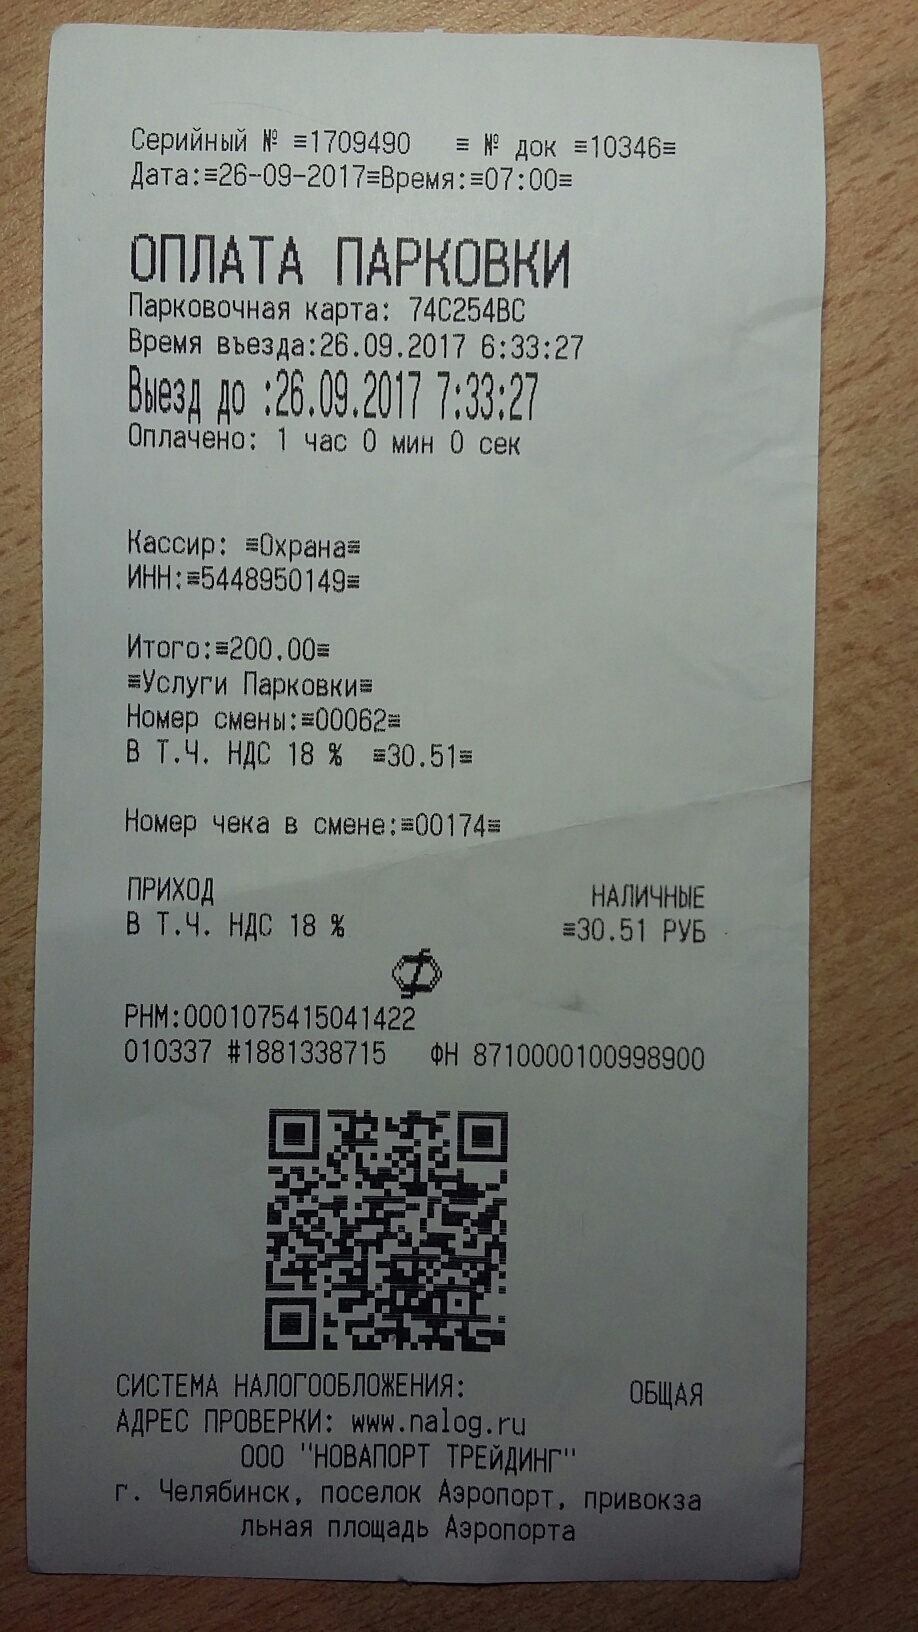 Серийный № ≡1709490 ≡ № док ≡10346≡
Дата:≡26-09-2017≡Время:≡07:00≡
ОПЛАТА ПАРКОВКИ
Парковочная карта: 74C254BC
Время въезда:26.09.2017 6:33:27
Выезд до :26.09.2017 7:33:27
Оплачено: 1 час 0 мин 0 сек
Кассир: ≡Охрана≡
ИНН:≡5448950149≡
Итого:≡200.00≡
≡Услуги Парковки≡
Номер смены:≡00062≡
В Т.Ч. НДС 18 % ≡30.51≡
Номер чека в смене:≡00174≡
ПРИХОД НАЛИЧНЫЕ
В Т.Ч. НДС 18 % ≡30.51 РУБ
РНМ:0001075415041422
010337 #1881338715 ФН 8710000100998900
СИСТЕМА НАЛОГООБЛОЖЕНИЯ: ОБЩАЯ
АДРЕС ПРОВЕРКИ: www.nalog.ru
ООО "НОВАПОРТ ТРЕЙДИНГ"
г. Челябинск, поселок Аэропорт, привокза
льная площадь Аэропорта